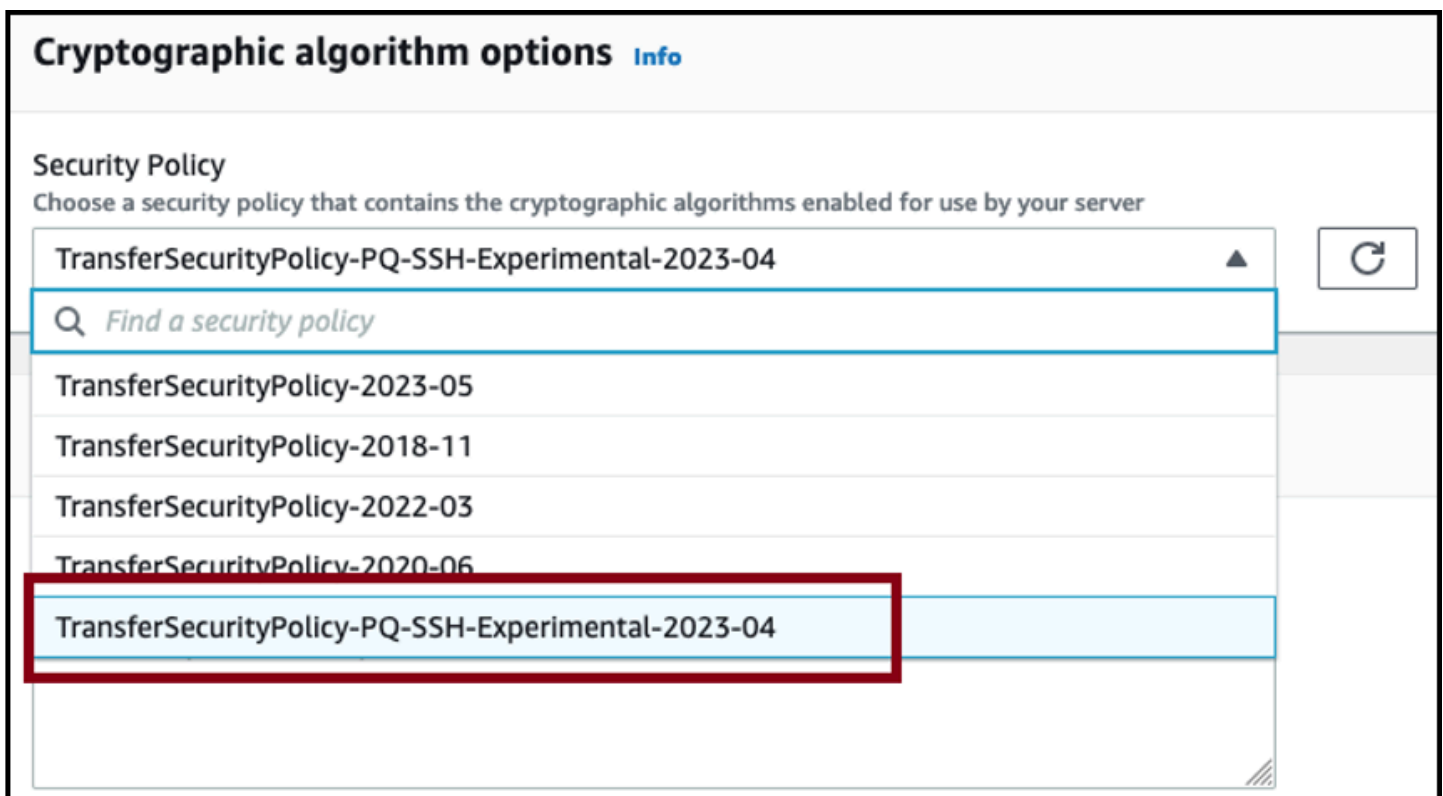 Cryptographic algorithm options Info
Security Policy
Choose a security policy that contains the cryptographic algorithms enabled for use by your server
TransferSecurityPolicy-PQ-SSH-Experimental-2023-04
Find a security policy
TransferSecurityPolicy-2023-05
TransferSecurityPolicy-2018-11
TransferSecurityPolicy-2022-03
TransferSecurityPolicy-2020-06
TransferSecurityPolicy-PQ-SSH-Experimental-2023-04